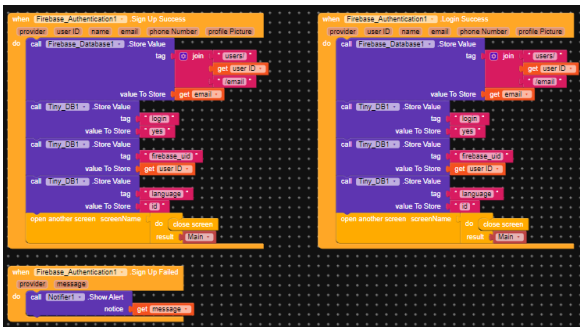 when Firebase_Authentication1 .Sign Up Success
provider user ID name email phone Number profile Picture
do call Firebase_Database1 .Store Value
tag join " users/ "
get user ID
" /email "
value To Store get email
call Tiny_DB1 .Store Value
tag " login "
value To Store " yes "
call Tiny_DB1 .Store Value
tag " firebase_uid "
value To Store get user ID
call Tiny_DB1 .Store Value
tag " language "
value To Store " id "
open another screen screenName do close screen
result Main
when Firebase_Authentication1 .Login Success
provider user ID name email phone Number profile Picture
do call Firebase_Database1 .Store Value
tag join " users/ "
get user ID
" /email "
value To Store get email
call Tiny_DB1 .Store Value
tag " login "
value To Store " yes "
call Tiny_DB1 .Store Value
tag " firebase_uid "
value To Store get user ID
call Tiny_DB1 .Store Value
tag " language "
value To Store " id "
open another screen screenName do close screen
result Main
when Firebase_Authentication1 .Sign Up Failed
provider message
do call Notifier1 .Show Alert
notice get message